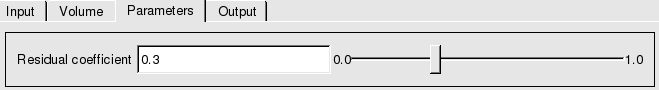 Input Volume Parameters Output
Residual coefficient 0.3 0.0 1.0